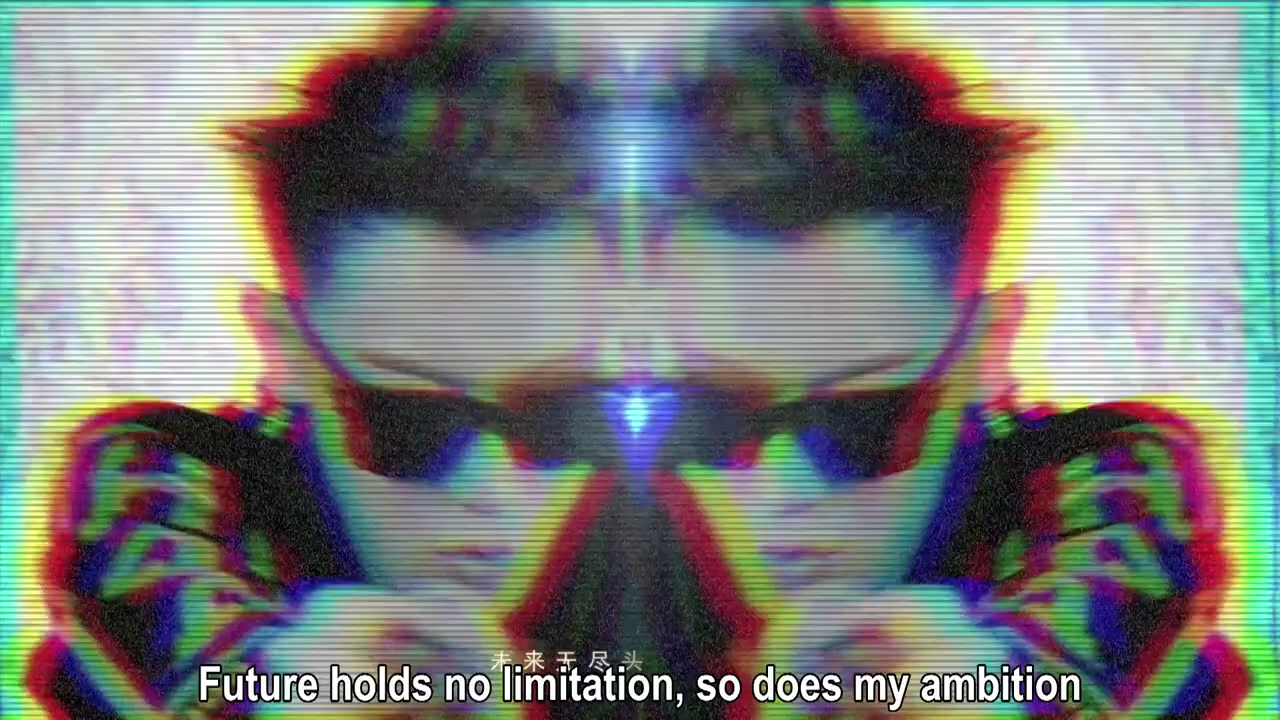 未来无尽头
Future holds no limitation, so does my ambition